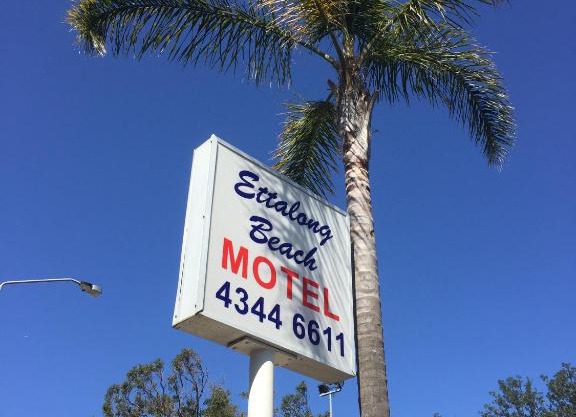 Ettalong
Beach
MOTEL
4344 6611